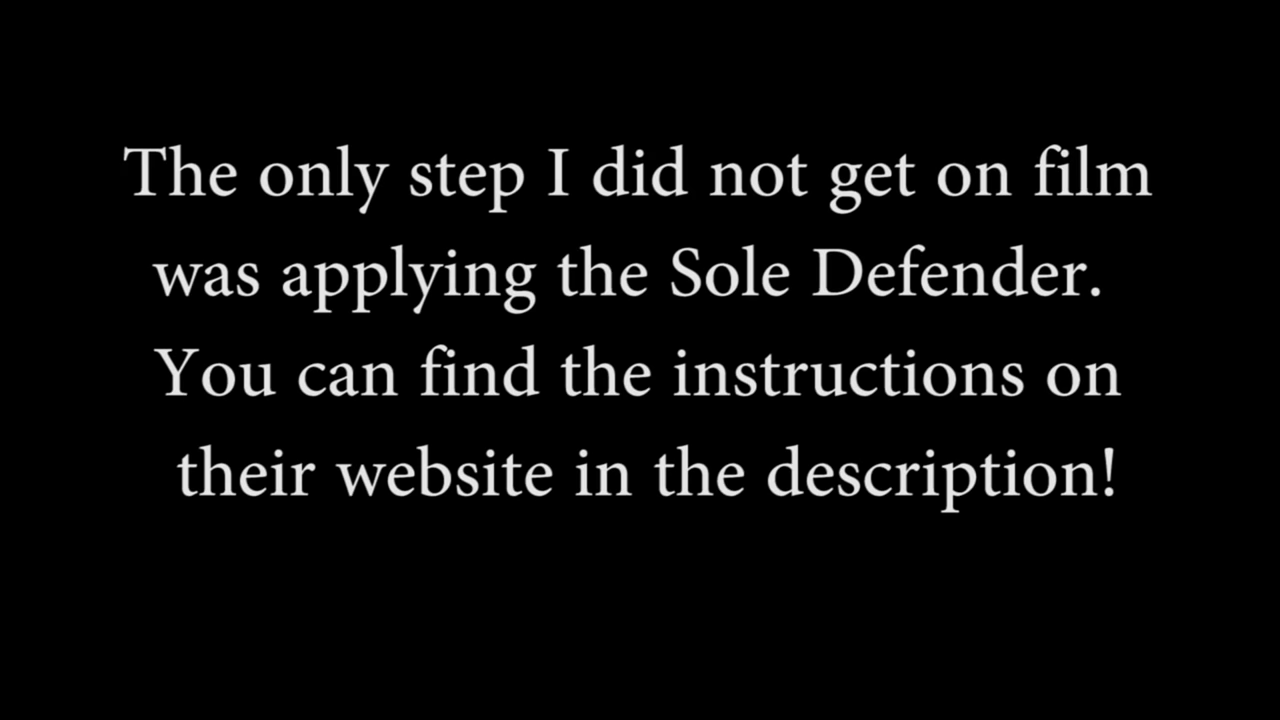 The only step I did not get on film
was applying the Sole Defender.
You can find the instructions on
their website in the description!